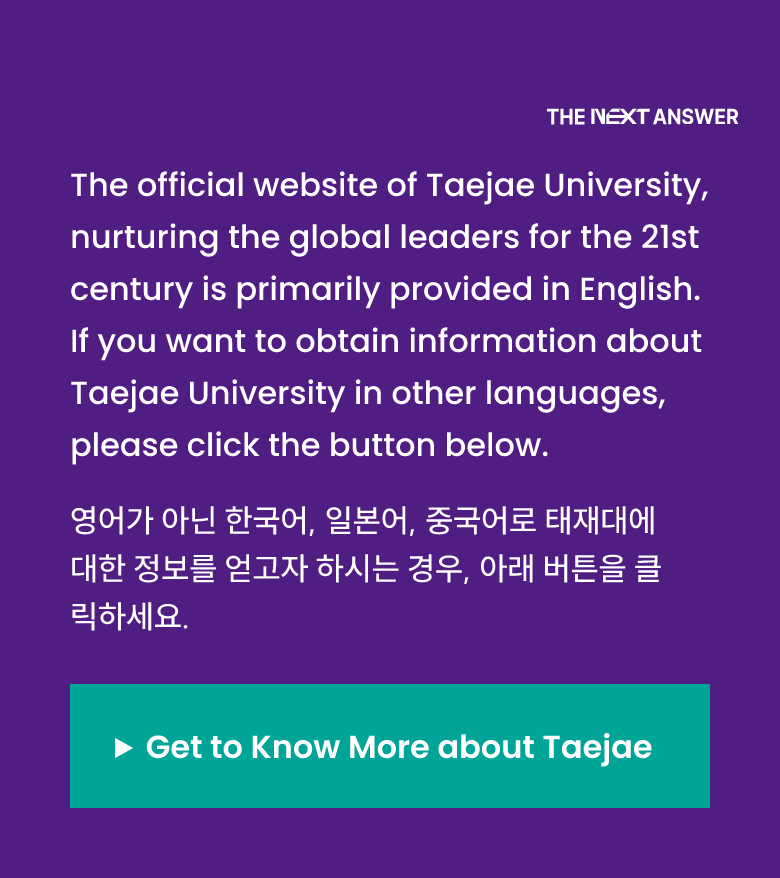 THE NEXT ANSWER
The official website of Taejae University,
nurturing the global leaders for the 21st
century is primarily provided in English.
If you want to obtain information about
Taejae University in other languages,
please click the button below.
영어가 아닌 한국어, 일본어, 중국어로 태재대에
대한 정보를 얻고자 하시는 경우, 아래 버튼을 클
릭하세요.
▶ Get to Know More about Taejae